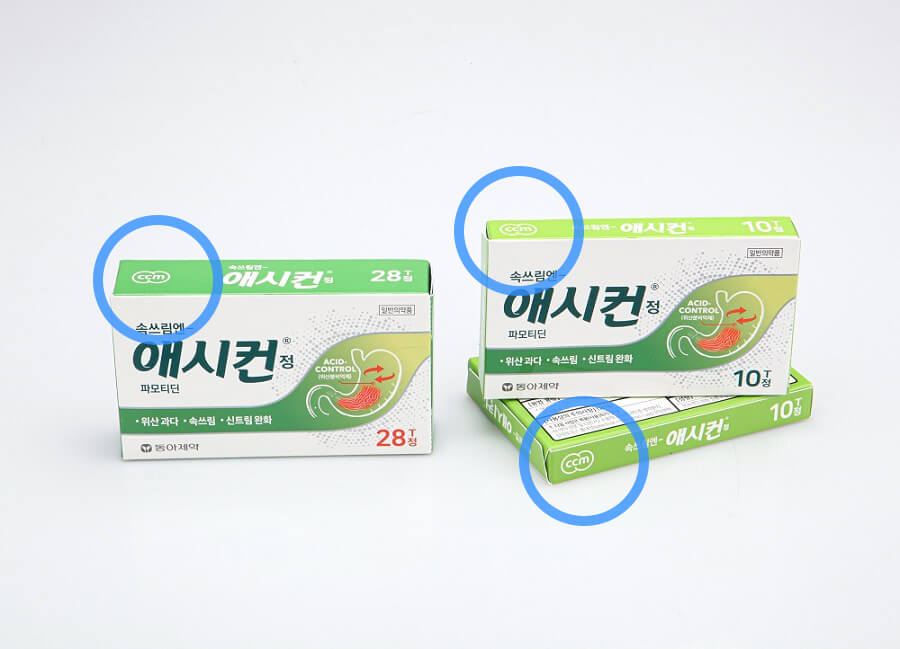 ccm
속쓰림엔-
애시컨정
28T정
속쓰림엔-
애시컨®정
파모티딘
일반의약품
ACID-
CONTROL
(위산분비억제)
• 위산 과다 • 속쓰림 • 신트림 완화
동아제약
28T정
ccm
속쓰림엔-
애시컨정
10T정
일반의약품
속쓰림엔-
애시컨®정
파모티딘
ACID-
CONTROL
(위산분비억제)
• 위산 과다 • 속쓰림 • 신트림 완화
동아제약
10T정
ccm
속쓰림엔-
애시컨정
10T정